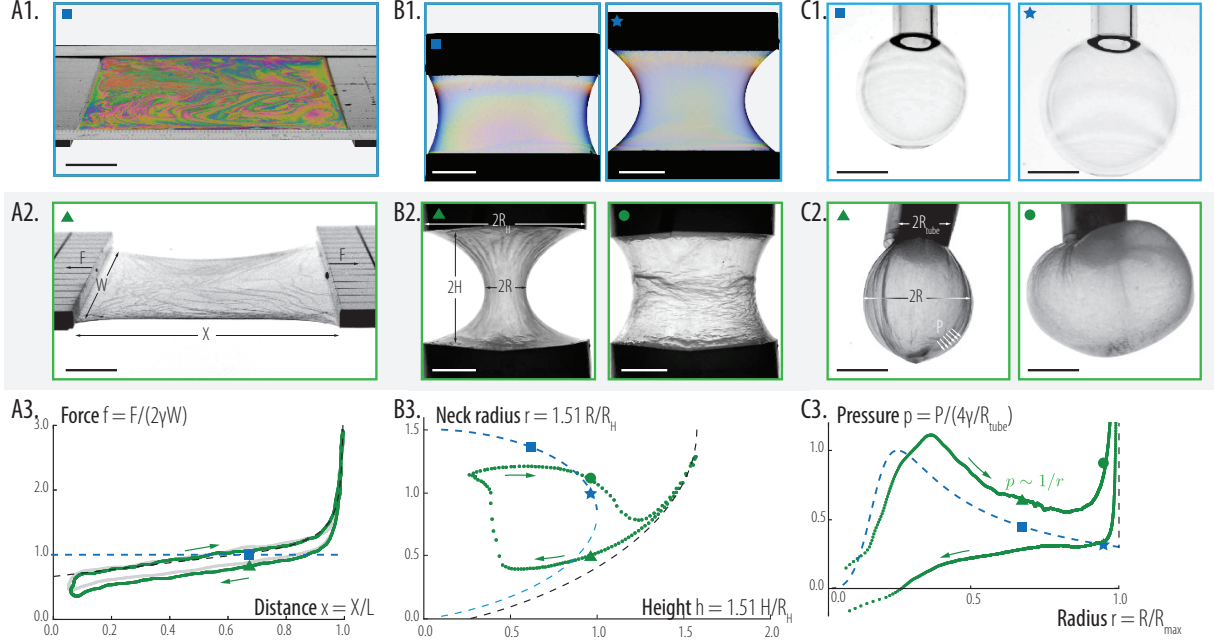 A1.
B1.
C1.
A2.
F
F
W
X
B2.
2R_H
2H
2R
C2.
2R_tube
2R
P
A3.
Force f = F/(2γW)
3.0
2.0
1.0
0.0
0.0 0.2 0.4 0.6 0.8 1.0
Distance x = X/L
B3.
Neck radius r = 1.51 R/R_H
1.5
1.0
0.5
0.0
0.0 0.5 1.0 1.5 2.0
Height h = 1.51 H/R_H
C3.
Pressure p = P/(4γ/R_tube)
1.0
0.5
0.0
p ~ 1/r
0.0 0.5 1.0
Radius r = R/R_max